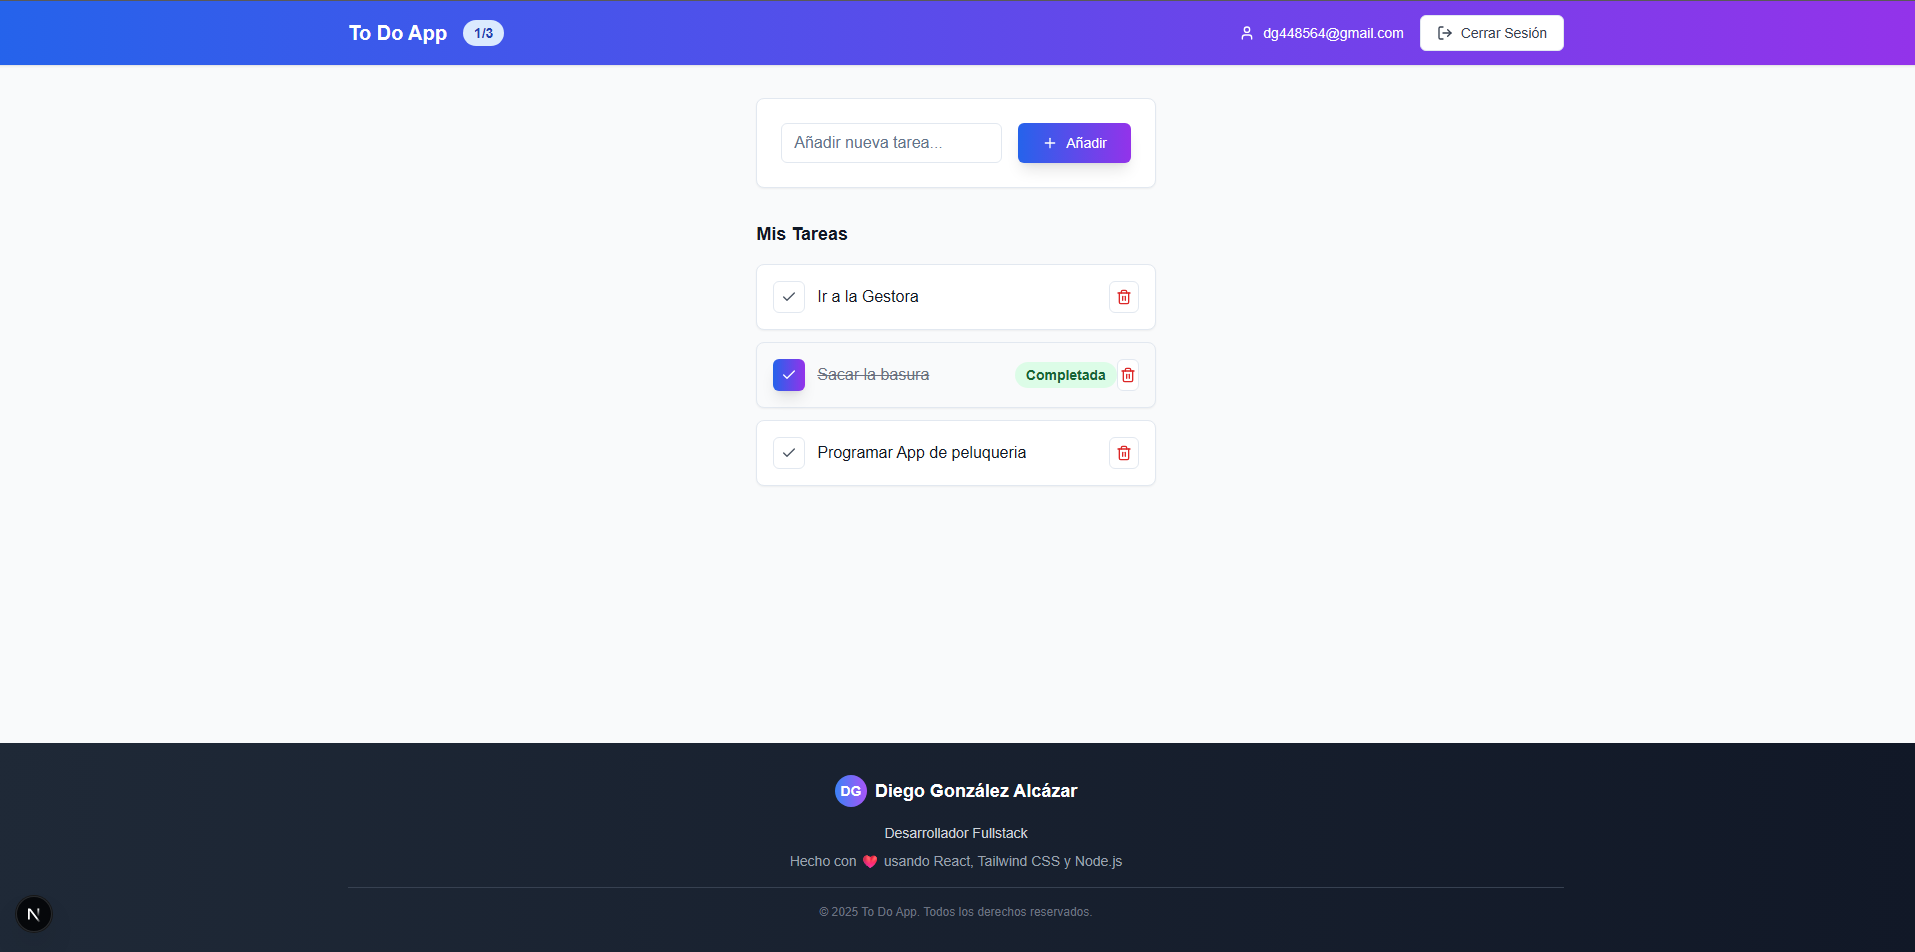 To Do App 1/3 dg448564@gmail.com Cerrar Sesión
Añadir nueva tarea... Añadir
Mis Tareas
Ir a la Gestora
Sacar la basura Completada
Programar App de peluqueria
DG Diego González Alcázar
Desarrollador Fullstack
Hecho con ❤️ usando React, Tailwind CSS y Node.js
© 2025 To Do App. Todos los derechos reservados.
N